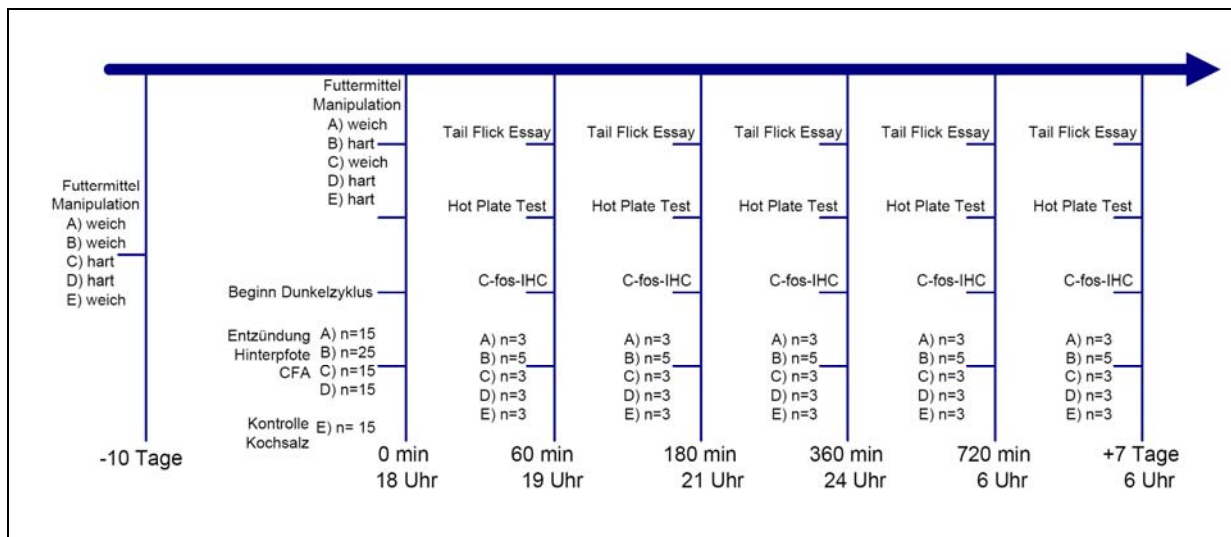 Futtermittel
Manipulation
A) weich
B) weich
C) hart
D) hart
E) weich
-10 Tage
Futtermittel
Manipulation
A) weich
B) hart
C) weich
D) hart
E) hart
Beginn Dunkelzyklus
Entzündung
Hinterpfote
CFA
A) n=15
B) n=25
C) n=15
D) n=15
Kontrolle
Kochsalz
E) n= 15
0 min
18 Uhr
Tail Flick Essay
Hot Plate Test
C-fos-IHC
A) n=3
B) n=5
C) n=3
D) n=3
E) n=3
60 min
19 Uhr
Tail Flick Essay
Hot Plate Test
C-fos-IHC
A) n=3
B) n=5
C) n=3
D) n=3
E) n=3
180 min
21 Uhr
Tail Flick Essay
Hot Plate Test
C-fos-IHC
A) n=3
B) n=5
C) n=3
D) n=3
E) n=3
360 min
24 Uhr
Tail Flick Essay
Hot Plate Test
C-fos-IHC
A) n=3
B) n=5
C) n=3
D) n=3
E) n=3
720 min
6 Uhr
Tail Flick Essay
Hot Plate Test
C-fos-IHC
A) n=3
B) n=5
C) n=3
D) n=3
E) n=3
+7 Tage
6 Uhr